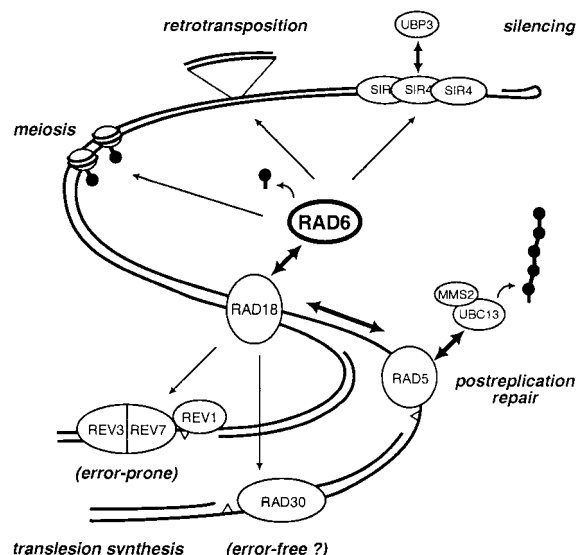 UBP3
retrotransposition
silencing
SIR SIR4 SIR4
meiosis
RAD6
MMS2
UBC13
RAD18
RAD5
postreplication
repair
REV3 REV7 REV1
(error-prone)
RAD30
translesion synthesis (error-free ?)